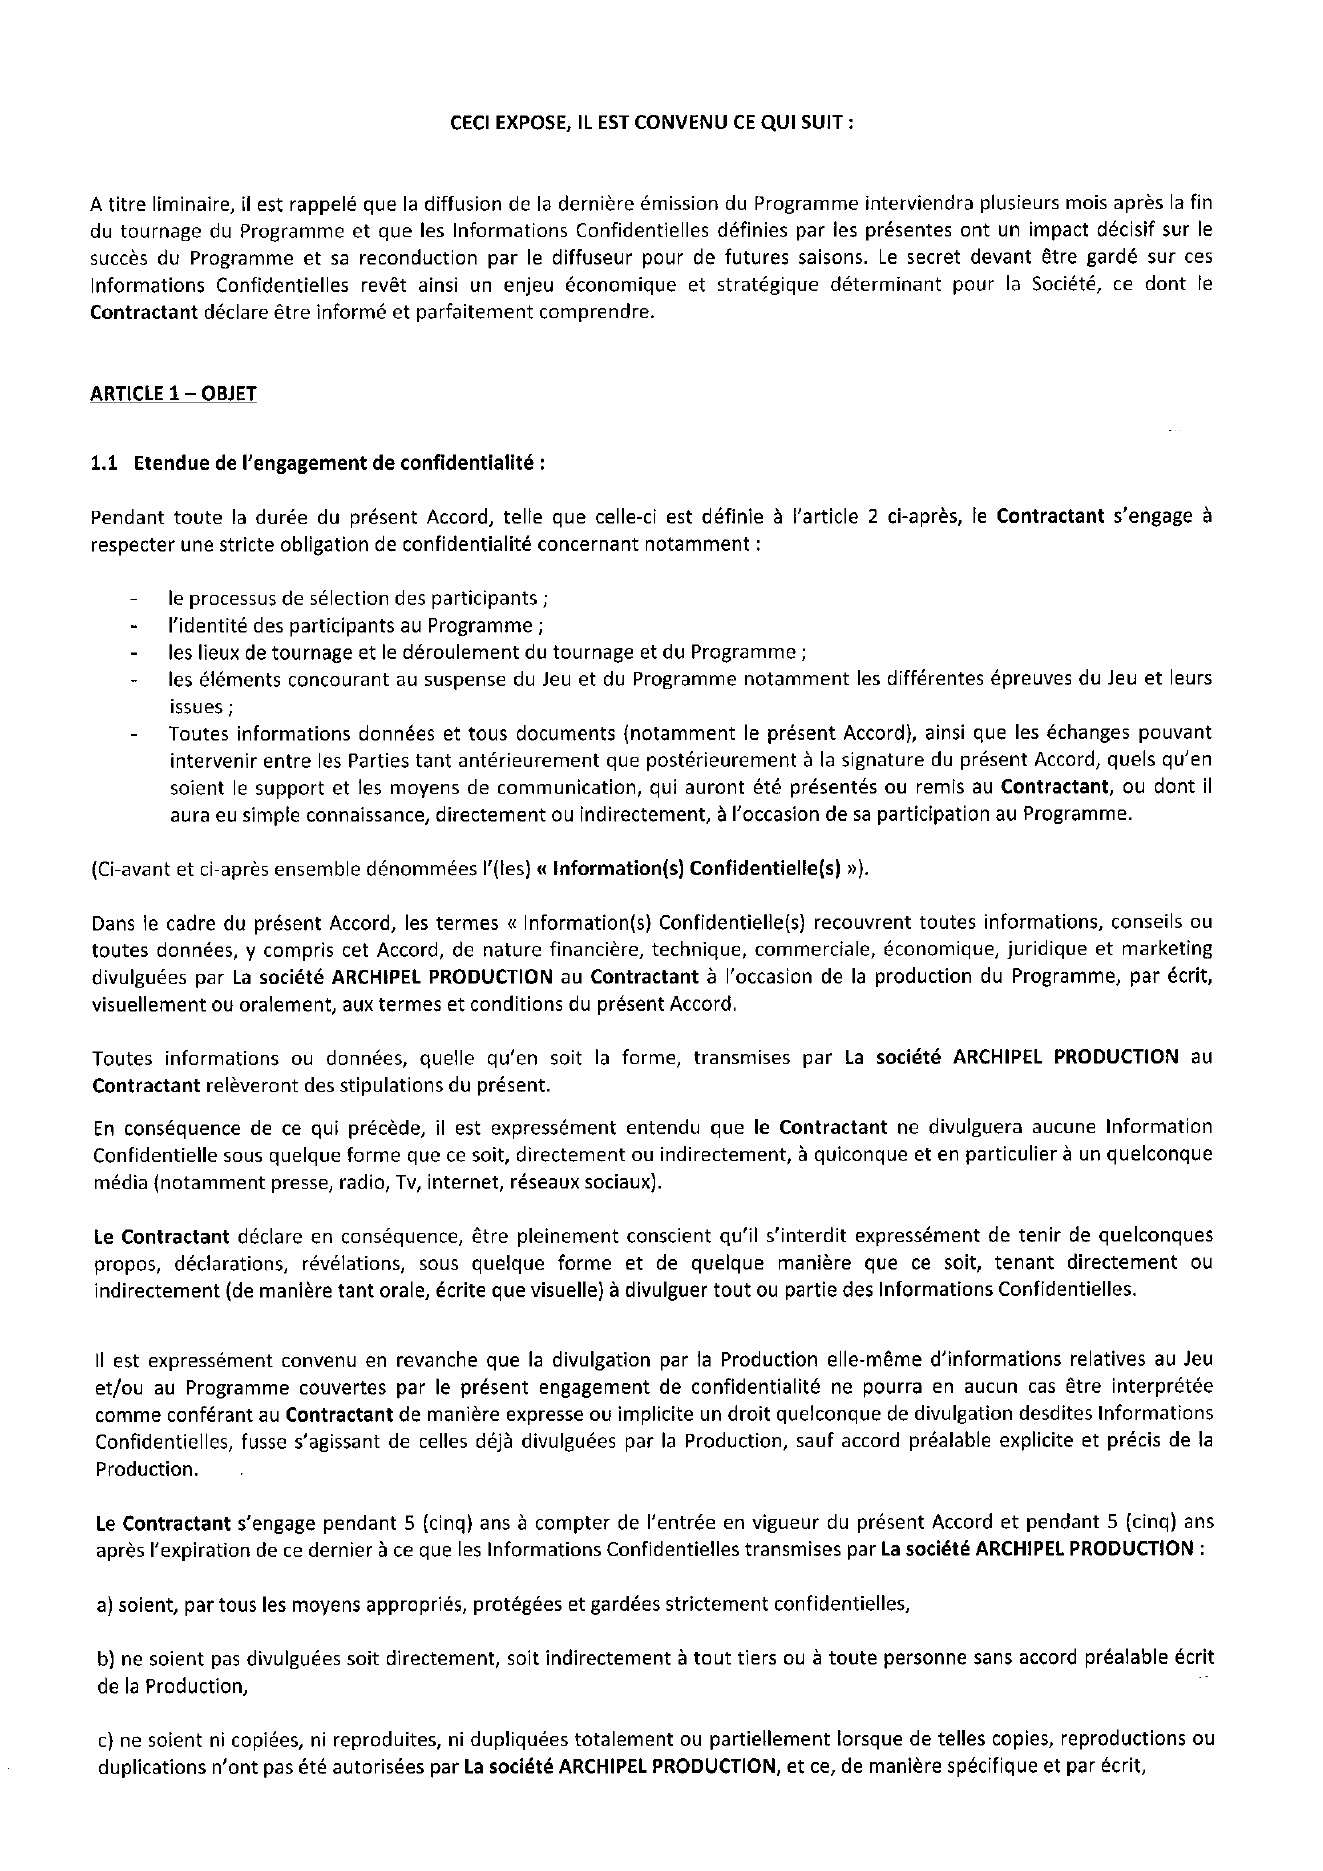 CECI EXPOSE, IL EST CONVENU CE QUI SUIT :
A titre liminaire, il est rappelé que la diffusion de la dernière émission du Programme interviendra plusieurs mois après la fin
du tournage du Programme et que les Informations Confidentielles définies par les présentes ont un impact décisif sur le
succès du Programme et sa reconduction par le diffuseur pour de futures saisons. Le secret devant être gardé sur ces
Informations Confidentielles revêt ainsi un enjeu économique et stratégique déterminant pour la Société, ce dont le
Contractant déclare être informé et parfaitement comprendre.
ARTICLE 1 – OBJET
1.1 Etendue de l'engagement de confidentialité :
Pendant toute la durée du présent Accord, telle que celle-ci est définie à l'article 2 ci-après, le Contractant s'engage à
respecter une stricte obligation de confidentialité concernant notamment :
- le processus de sélection des participants ;
- l'identité des participants au Programme ;
- les lieux de tournage et le déroulement du tournage et du Programme ;
- les éléments concourant au suspense du Jeu et du Programme notamment les différentes épreuves du Jeu et leurs
issues ;
- Toutes informations données et tous documents (notamment le présent Accord), ainsi que les échanges pouvant
intervenir entre les Parties tant antérieurement que postérieurement à la signature du présent Accord, quels qu'en
soient le support et les moyens de communication, qui auront été présentés ou remis au Contractant, ou dont il
aura eu simple connaissance, directement ou indirectement, à l'occasion de sa participation au Programme.
(Ci-avant et ci-après ensemble dénommées l'(les) « Information(s) Confidentielle(s) »).
Dans le cadre du présent Accord, les termes « Information(s) Confidentielle(s) recouvrent toutes informations, conseils ou
toutes données, y compris cet Accord, de nature financière, technique, commerciale, économique, juridique et marketing
divulguées par La société ARCHIPEL PRODUCTION au Contractant à l'occasion de la production du Programme, par écrit,
visuellement ou oralement, aux termes et conditions du présent Accord.
Toutes informations ou données, quelle qu'en soit la forme, transmises par La société ARCHIPEL PRODUCTION au
Contractant relèveront des stipulations du présent.
En conséquence de ce qui précède, il est expressément entendu que le Contractant ne divulguera aucune Information
Confidentielle sous quelque forme que ce soit, directement ou indirectement, à quiconque et en particulier à un quelconque
média (notamment presse, radio, Tv, internet, réseaux sociaux).
Le Contractant déclare en conséquence, être pleinement conscient qu'il s'interdit expressément de tenir de quelconques
propos, déclarations, révélations, sous quelque forme et de quelque manière que ce soit, tenant directement ou
indirectement (de manière tant orale, écrite que visuelle) à divulguer tout ou partie des Informations Confidentielles.
Il est expressément convenu en revanche que la divulgation par la Production elle-même d'informations relatives au Jeu
et/ou au Programme couvertes par le présent engagement de confidentialité ne pourra en aucun cas être interprétée
comme conférant au Contractant de manière expresse ou implicite un droit quelconque de divulgation desdites Informations
Confidentielles, fusse s'agissant de celles déjà divulguées par la Production, sauf accord préalable explicite et précis de la
Production.
Le Contractant s'engage pendant 5 (cinq) ans à compter de l'entrée en vigueur du présent Accord et pendant 5 (cinq) ans
après l'expiration de ce dernier à ce que les Informations Confidentielles transmises par La société ARCHIPEL PRODUCTION :
a) soient, par tous les moyens appropriés, protégées et gardées strictement confidentielles,
b) ne soient pas divulguées soit directement, soit indirectement à tout tiers ou à toute personne sans accord préalable écrit
de la Production,
c) ne soient ni copiées, ni reproduites, ni dupliquées totalement ou partiellement lorsque de telles copies, reproductions ou
duplications n'ont pas été autorisées par La société ARCHIPEL PRODUCTION, et ce, de manière spécifique et par écrit,